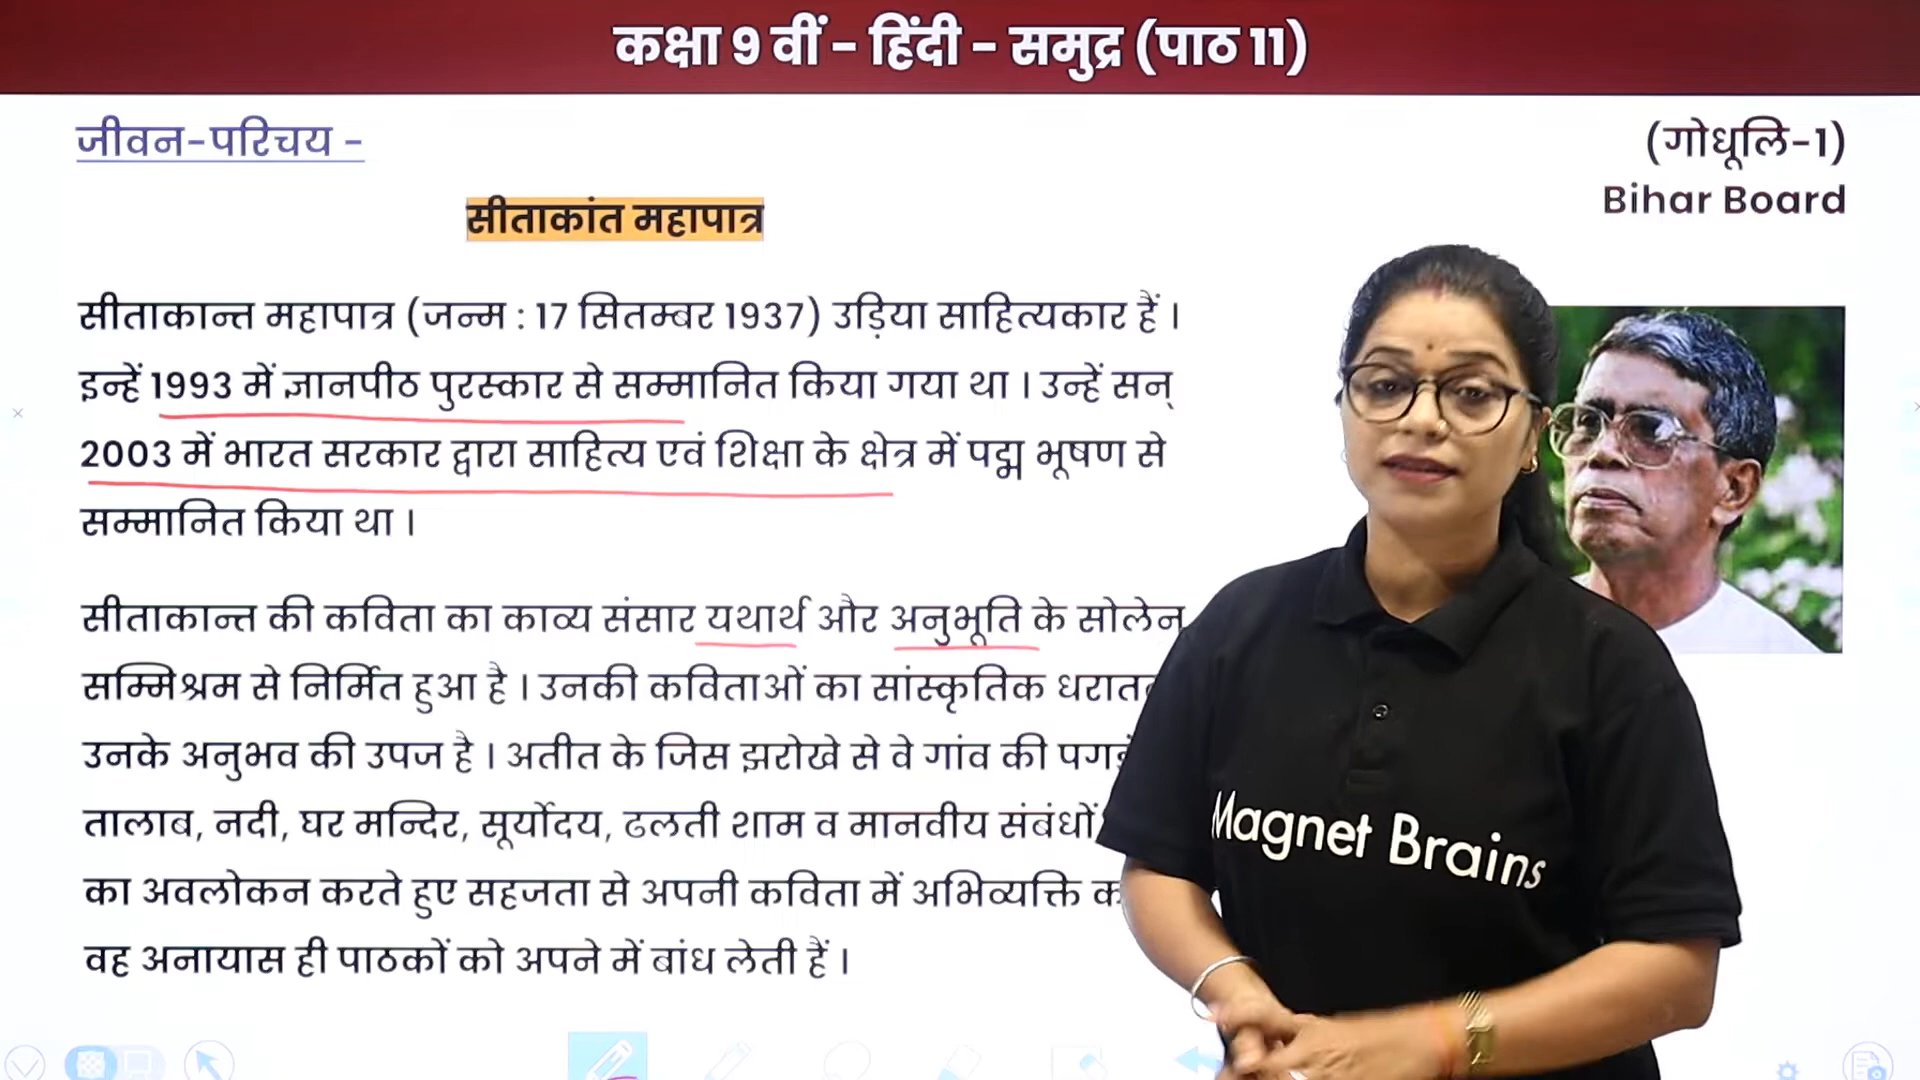 कक्षा 9 वीं - हिंदी - समुद्र (पाठ 11)
जीवन-परिचय -
(गोधूलि-1)
Bihar Board
सीताकांत महापात्र
सीताकान्त महापात्र (जन्म : 17 सितम्बर 1937) उड़िया साहित्यकार हैं ।
इन्हें 1993 में ज्ञानपीठ पुरस्कार से सम्मानित किया गया था । उन्हें सन्
2003 में भारत सरकार द्वारा साहित्य एवं शिक्षा के क्षेत्र में पद्म भूषण से
सम्मानित किया था ।
सीताकान्त की कविता का काव्य संसार यथार्थ और अनुभूति के सोलेन
सम्मिश्रम से निर्मित हुआ है । उनकी कविताओं का सांस्कृतिक
उनके अनुभव की उपज है । अतीत के जिस झरोखे से वे गांव की
तालाब, नदी, घर मन्दिर, सूर्योदय, ढलती शाम व मानवीय संबंधों
का अवलोकन करते हुए सहजता से अपनी कविता में अभिव्यक्ति
वह अनायास ही पाठकों को अपने में बांध लेती हैं ।
Magnet Brains